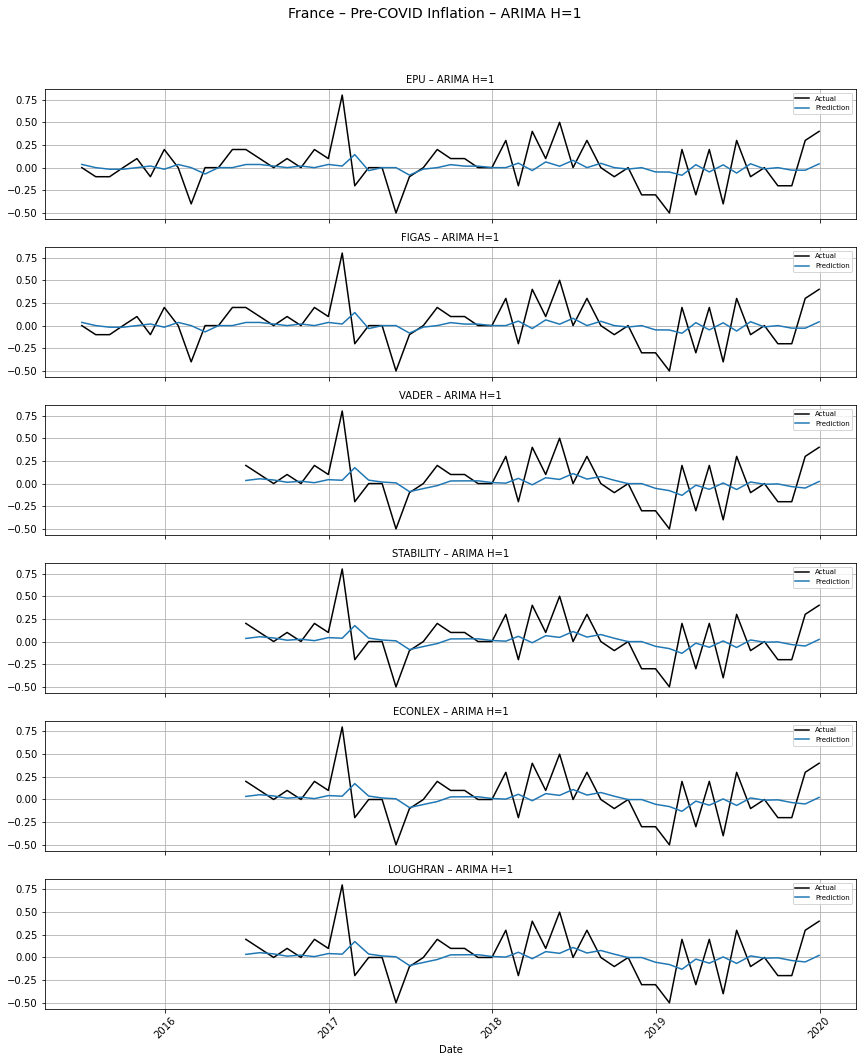 France – Pre-COVID Inflation – ARIMA H=1
EPU – ARIMA H=1
0.75
0.50
0.25
0.00
−0.25
−0.50
Actual
Prediction
FIGAS – ARIMA H=1
0.75
0.50
0.25
0.00
−0.25
−0.50
Actual
Prediction
VADER – ARIMA H=1
0.75
0.50
0.25
0.00
−0.25
−0.50
Actual
Prediction
STABILITY – ARIMA H=1
0.75
0.50
0.25
0.00
−0.25
−0.50
Actual
Prediction
ECONLEX – ARIMA H=1
0.75
0.50
0.25
0.00
−0.25
−0.50
Actual
Prediction
LOUGHRAN – ARIMA H=1
0.75
0.50
0.25
0.00
−0.25
−0.50
Actual
Prediction
2016
2017
2018
2019
2020
Date